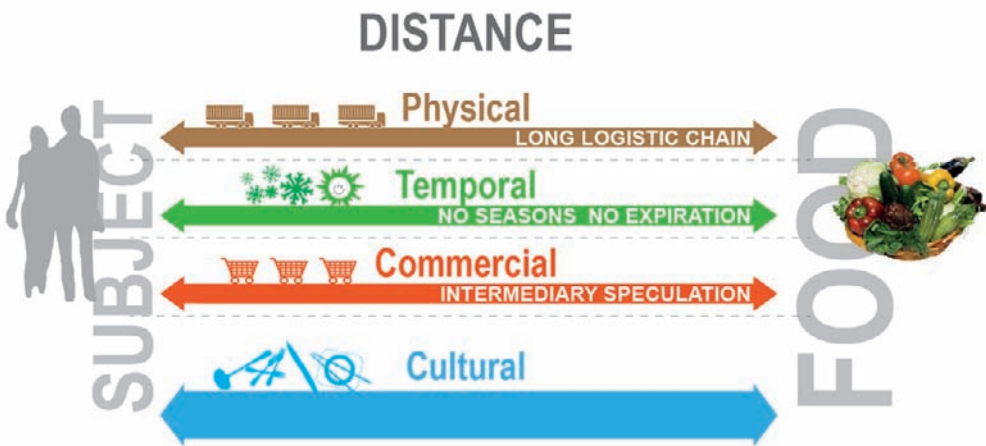 DISTANCE
SUBJECT
Physical
LONG LOGISTIC CHAIN
Temporal
NO SEASONS NO EXPIRATION
Commercial
INTERMEDIARY SPECULATION
Cultural
FOOD